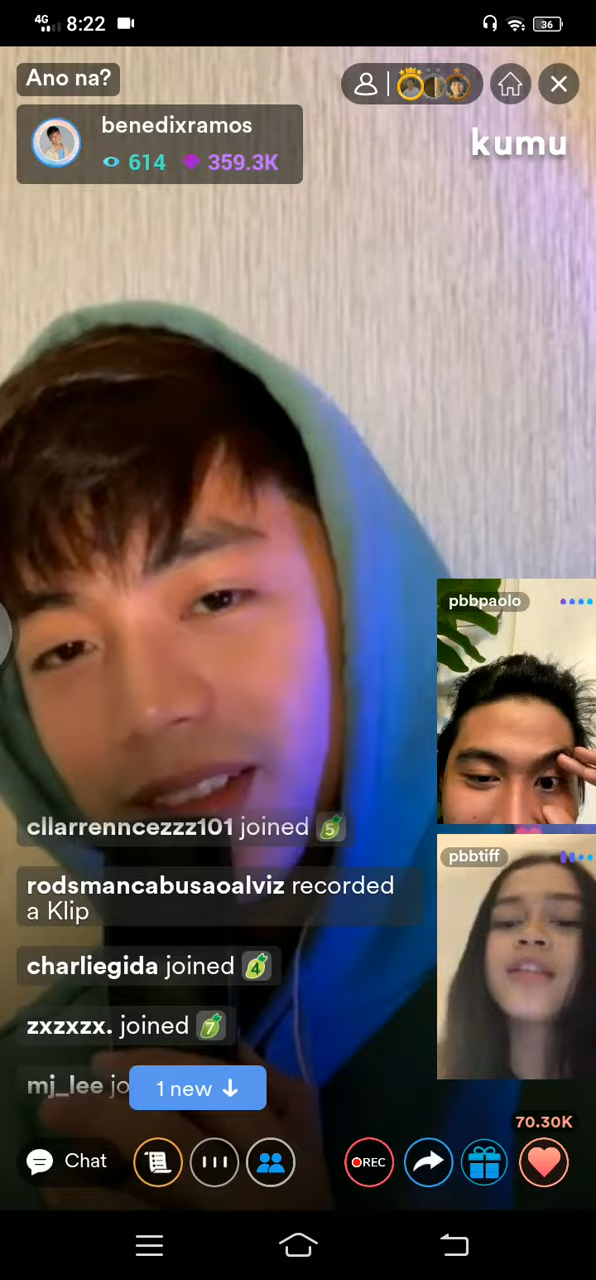 4G 8:22 36
Ano na?
benedixramos
614 359.3K
kumu
pbbpaolo
cllarrenncezzz101 joined 5
pbbtiff
rodsmancabusaoalviz recorded
a Klip
charliegida joined 4
zxzxzx. joined 7
mj_lee jo
1 new
70.30K
Chat
REC